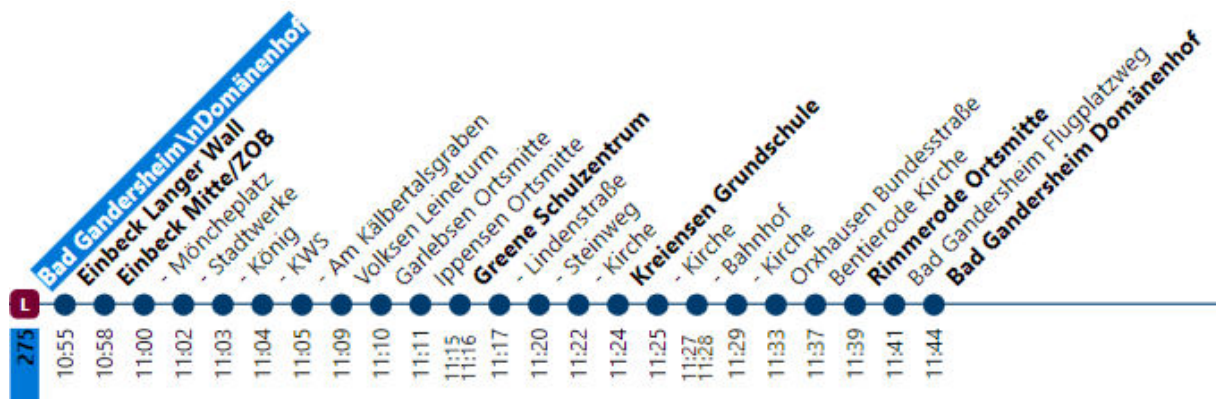 Bad Gandersheim \nDomänenhof
Einbeck Langer Wall
Einbeck Mitte/ZOB
- Möncheplatz
- Stadtwerke
- König
- KWS
- Am Kälbertalsgraben
Volksen Leineturm
Garlebsen Ortsmitte
Ippensen Ortsmitte
Greene Schulzentrum
- Lindenstraße
- Steinweg
- Kirche
Kreiensen Grundschule
- Kirche
- Bahnhof
- Kirche
Orxhausen Bundesstraße
Bentierode Kirche
Rimmerode Ortsmitte
Bad Gandersheim Flugplatzweg
Bad Gandersheim Domänenhof
L
275
10:55
10:58
11:00
11:02
11:03
11:04
11:05
11:09
11:10
11:11
11:15
11:16
11:17
11:20
11:22
11:24
11:25
11:27
11:28
11:29
11:33
11:37
11:39
11:41
11:44